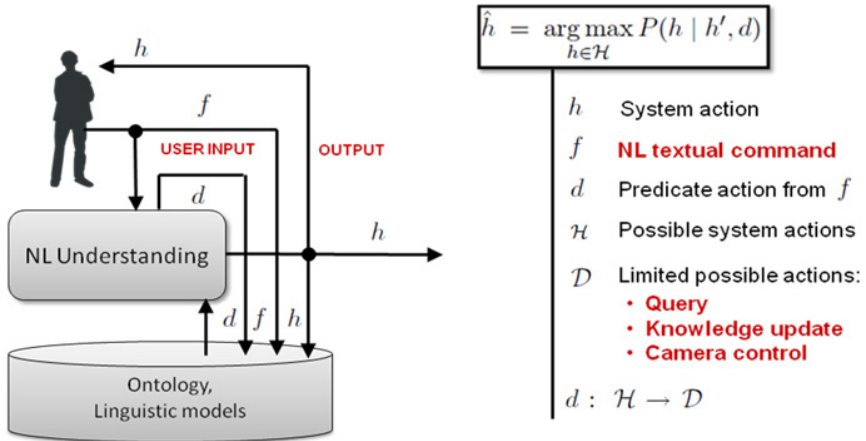 h
f
USER INPUT
OUTPUT
d
NL Understanding
h
d f h
Ontology,
Linguistic models
ĥ = arg max P(h | h′, d)
h∈ℋ
h System action
f NL textual command
d Predicate action from f
ℋ Possible system actions
𝒟 Limited possible actions:
• Query
• Knowledge update
• Camera control
d : ℋ → 𝒟